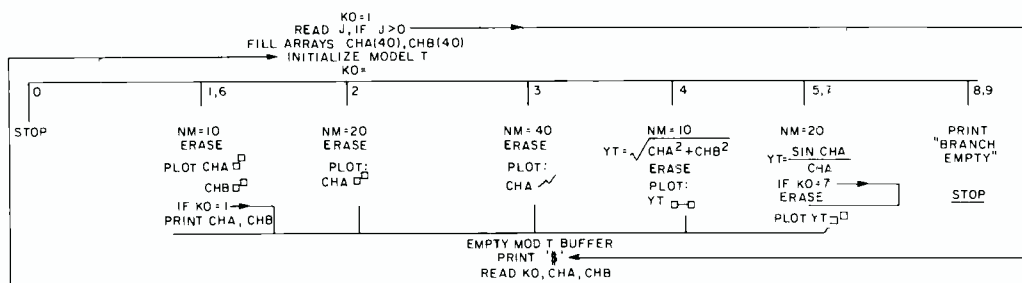 KO=1
READ J, IF J>0
FILL ARRAYS CHA(40), CHB(40)
INITIALIZE MODEL T
KO=
0
1,6
2
3
4
5,7
8,9
STOP
NM=10
ERASE
PLOT CHA
CHB
IF KO=1
PRINT CHA, CHB
NM=20
ERASE
PLOT:
CHA
NM=40
ERASE
PLOT:
CHA
NM=10
YT=√CHA²+CHB²
ERASE
PLOT:
YT
NM=20
YT=SIN CHA
CHA
IF KO=7
ERASE
PLOT YT
PRINT
"BRANCH
EMPTY"
STOP
EMPTY MOD T BUFFER
PRINT '$'
READ KO, CHA, CHB